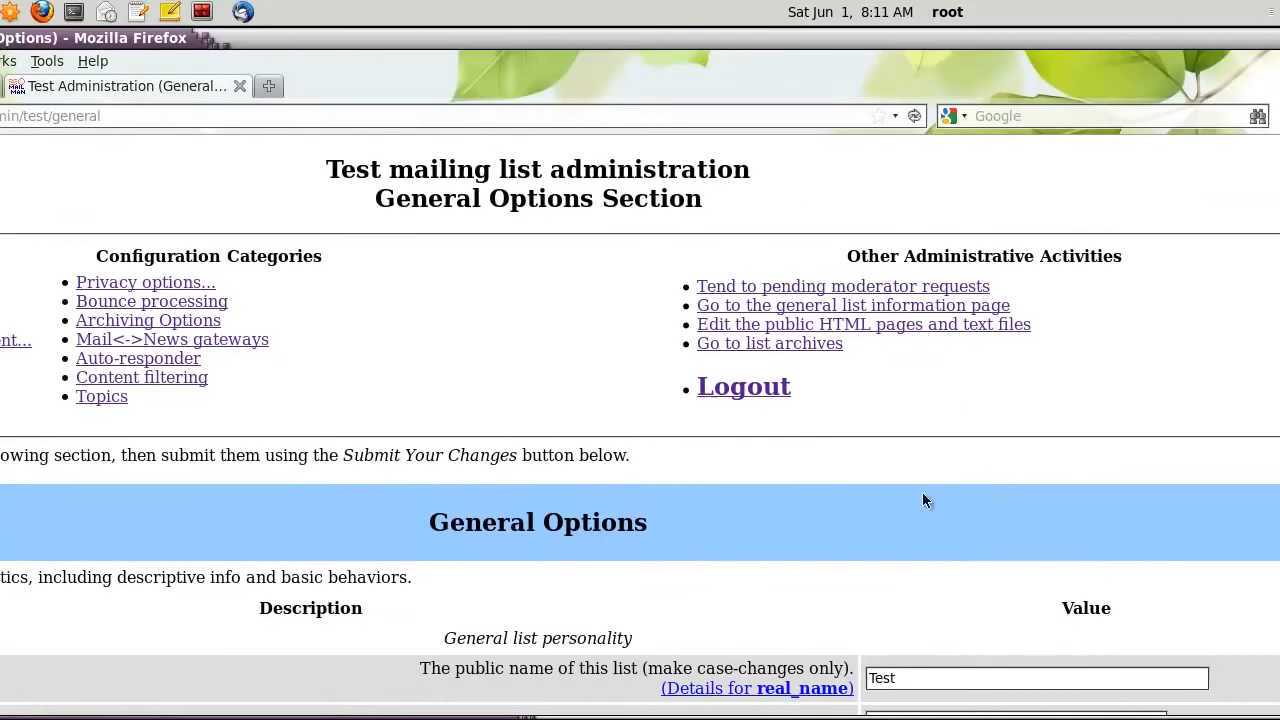 Sat Jun 1, 8:11 AM root
Options) - Mozilla Firefox
rks Tools Help
Test Administration (General...
min/test/general
Google
Test mailing list administration
General Options Section
Configuration Categories
Privacy options...
Bounce processing
Archiving Options
ent... Mail<->News gateways
Auto-responder
Content filtering
Topics
Other Administrative Activities
Tend to pending moderator requests
Go to the general list information page
Edit the public HTML pages and text files
Go to list archives
Logout
owing section, then submit them using the Submit Your Changes button below.
General Options
tics, including descriptive info and basic behaviors.
Description Value
General list personality
The public name of this list (make case-changes only).
(Details for real_name)
Test